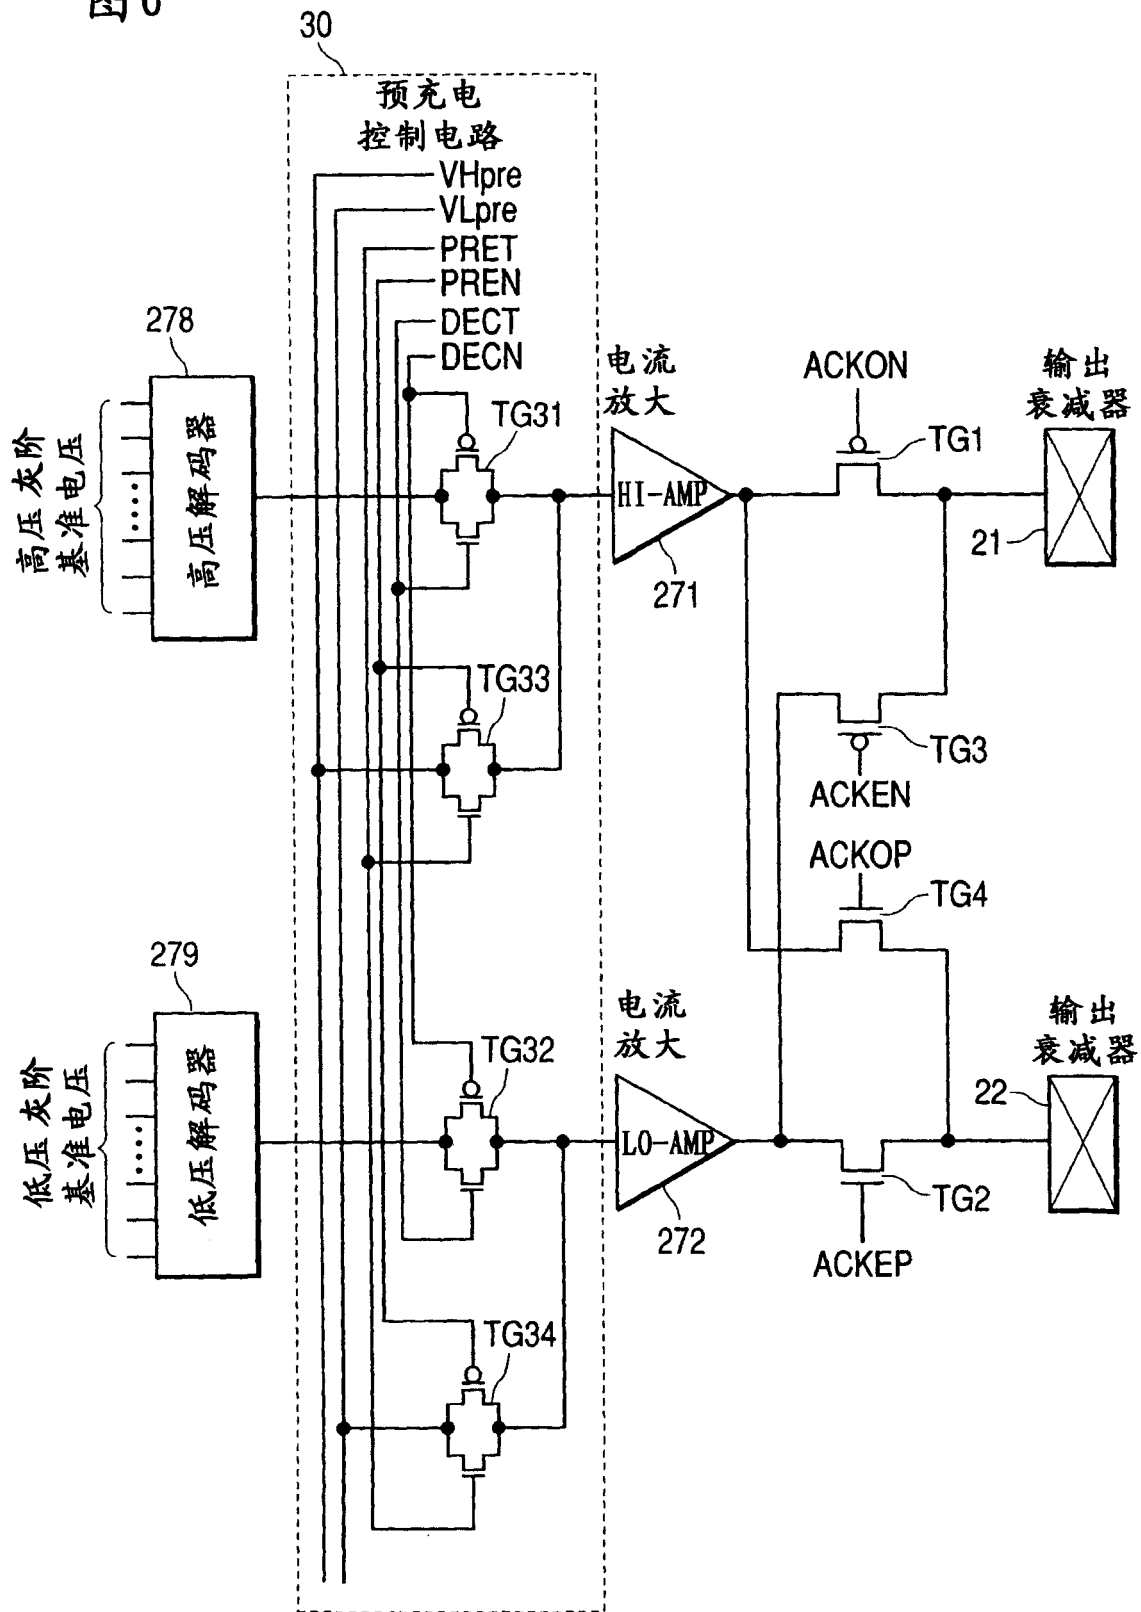 图6
30
预充电
控制电路
VHpre
VLpre
PRET
PREN
DECT
DECN
278
高压灰阶
基准电压
高压解码器
TG31
电流
放大
HI-AMP
271
ACKON
TG1
输出
衰减器
21
TG33
TG3
ACKEN
ACKOP
TG4
279
低压灰阶
基准电压
低压解码器
TG32
电流
放大
LO-AMP
272
输出
衰减器
22
TG2
ACKEP
TG34